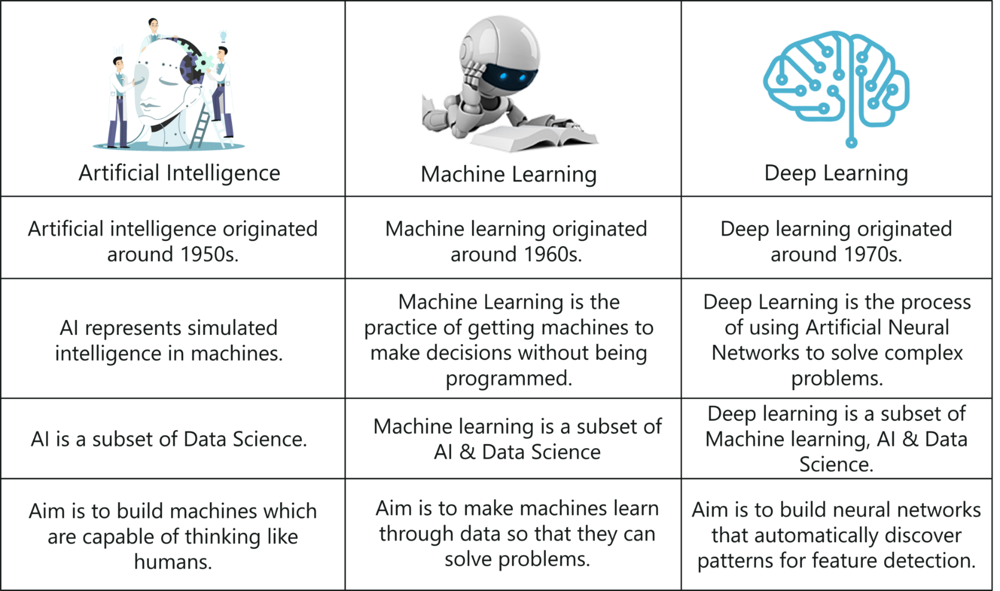 Artificial Intelligence
Machine Learning
Deep Learning
Artificial intelligence originated
around 1950s.
Machine learning originated
around 1960s.
Deep learning originated
around 1970s.
AI represents simulated
intelligence in machines.
Machine Learning is the
practice of getting machines to
make decisions without being
programmed.
Deep Learning is the process
of using Artificial Neural
Networks to solve complex
problems.
AI is a subset of Data Science.
Machine learning is a subset of
AI & Data Science
Deep learning is a subset of
Machine learning, AI & Data
Science.
Aim is to build machines which
are capable of thinking like
humans.
Aim is to make machines learn
through data so that they can
solve problems.
Aim is to build neural networks
that automatically discover
patterns for feature detection.